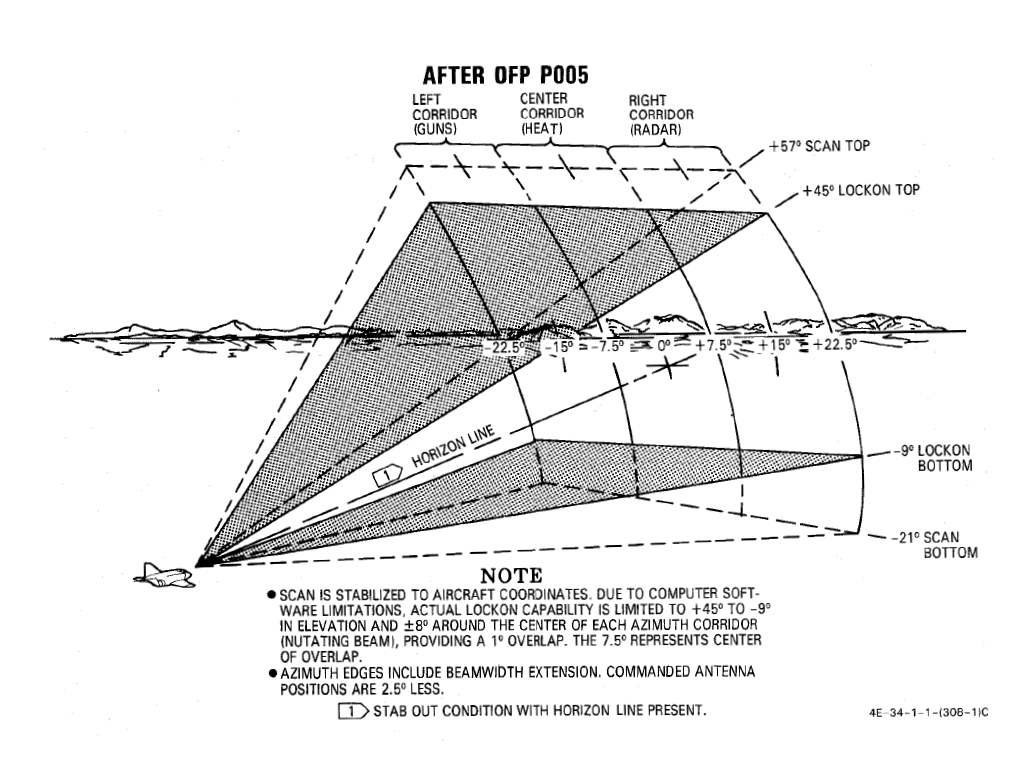 AFTER OFP P005
LEFT
CORRIDOR
(GUNS)
CENTER
CORRIDOR
(HEAT)
RIGHT
CORRIDOR
(RADAR)
+57° SCAN TOP
+45° LOCKON TOP
-22.5° -15° -7.5° 0° +7.5° +15° +22.5°
1 HORIZON LINE
-9° LOCKON
BOTTOM
-21° SCAN
BOTTOM
NOTE
● SCAN IS STABILIZED TO AIRCRAFT COORDINATES. DUE TO COMPUTER SOFT-
WARE LIMITATIONS, ACTUAL LOCKON CAPABILITY IS LIMITED TO +45° TO -9°
IN ELEVATION AND ±8° AROUND THE CENTER OF EACH AZIMUTH CORRIDOR
(NUTATING BEAM), PROVIDING A 1° OVERLAP. THE 7.5° REPRESENTS CENTER
OF OVERLAP.
● AZIMUTH EDGES INCLUDE BEAMWIDTH EXTENSION. COMMANDED ANTENNA
POSITIONS ARE 2.5° LESS.
1 STAB OUT CONDITION WITH HORIZON LINE PRESENT.
4E-34-1-1-(306-1)C